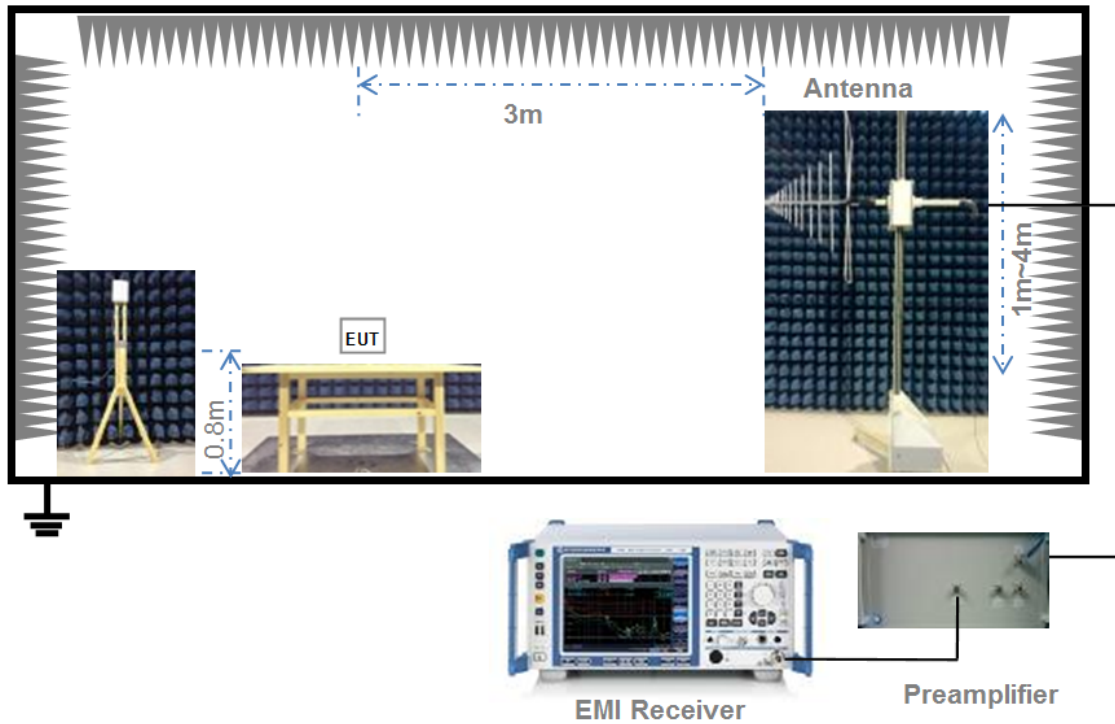 Antenna
3m
1m~4m
EUT
0.8m
EMI Receiver
Preamplifier